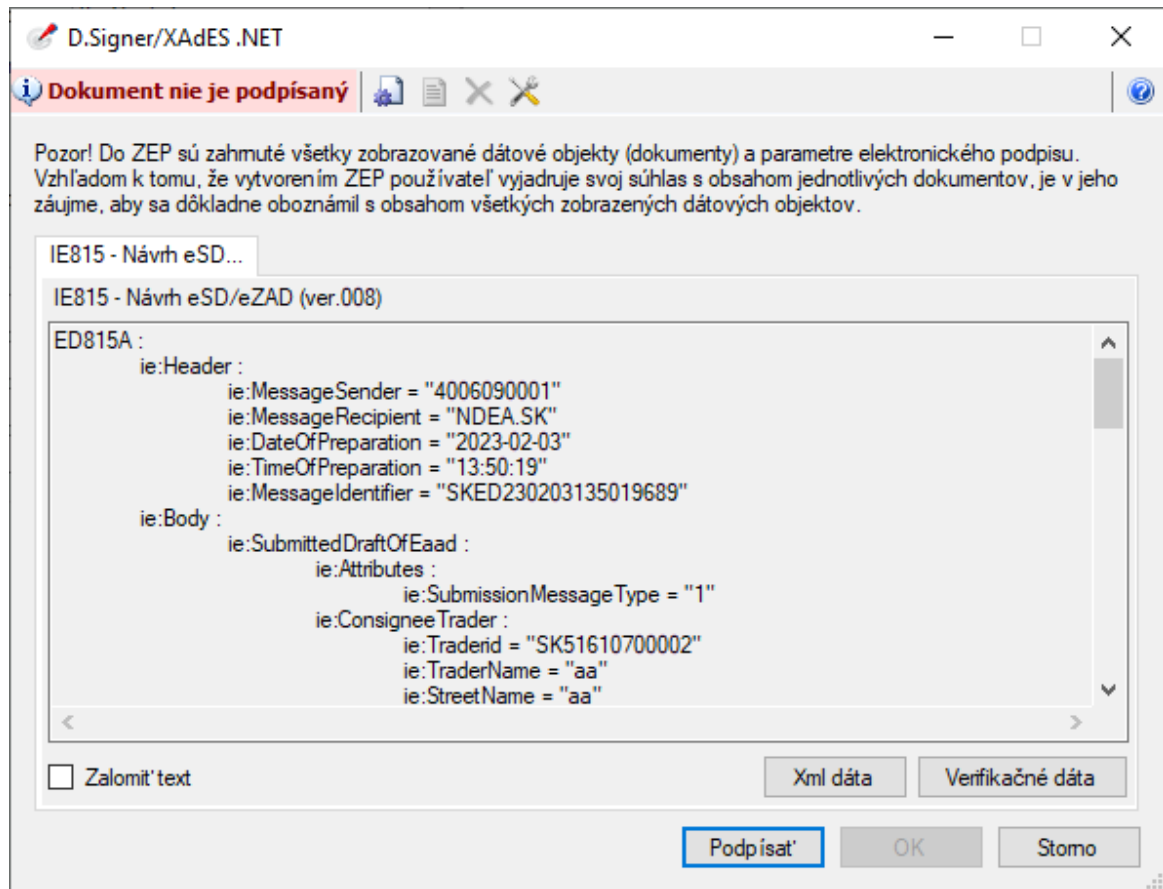 D.Signer/XAdES .NET
Dokument nie je podpísaný
Pozor! Do ZEP sú zahrnuté všetky zobrazované dátové objekty (dokumenty) a parametre elektronického podpisu.
Vzhľadom k tomu, že vytvorením ZEP používateľ vyjadruje svoj súhlas s obsahom jednotlivých dokumentov, je v jeho
záujme, aby sa dôkladne oboznámil s obsahom všetkých zobrazených dátových objektov.
IE815 - Návrh eSD...
IE815 - Návrh eSD/eZAD (ver.008)
ED815A :
ie:Header :
ie:MessageSender = "4006090001"
ie:MessageRecipient = "NDEA.SK"
ie:DateOfPreparation = "2023-02-03"
ie:TimeOfPreparation = "13:50:19"
ie:MessageIdentifier = "SKED230203135019689"
ie:Body :
ie:SubmittedDraftOfEaad :
ie:Attributes :
ie:SubmissionMessageType = "1"
ie:ConsigneeTrader :
ie:Traderid = "SK51610700002"
ie:TraderName = "aa"
ie:StreetName = "aa"
Zalomiť text
Xml dáta
Verifikačné dáta
Podpísať
OK
Storno